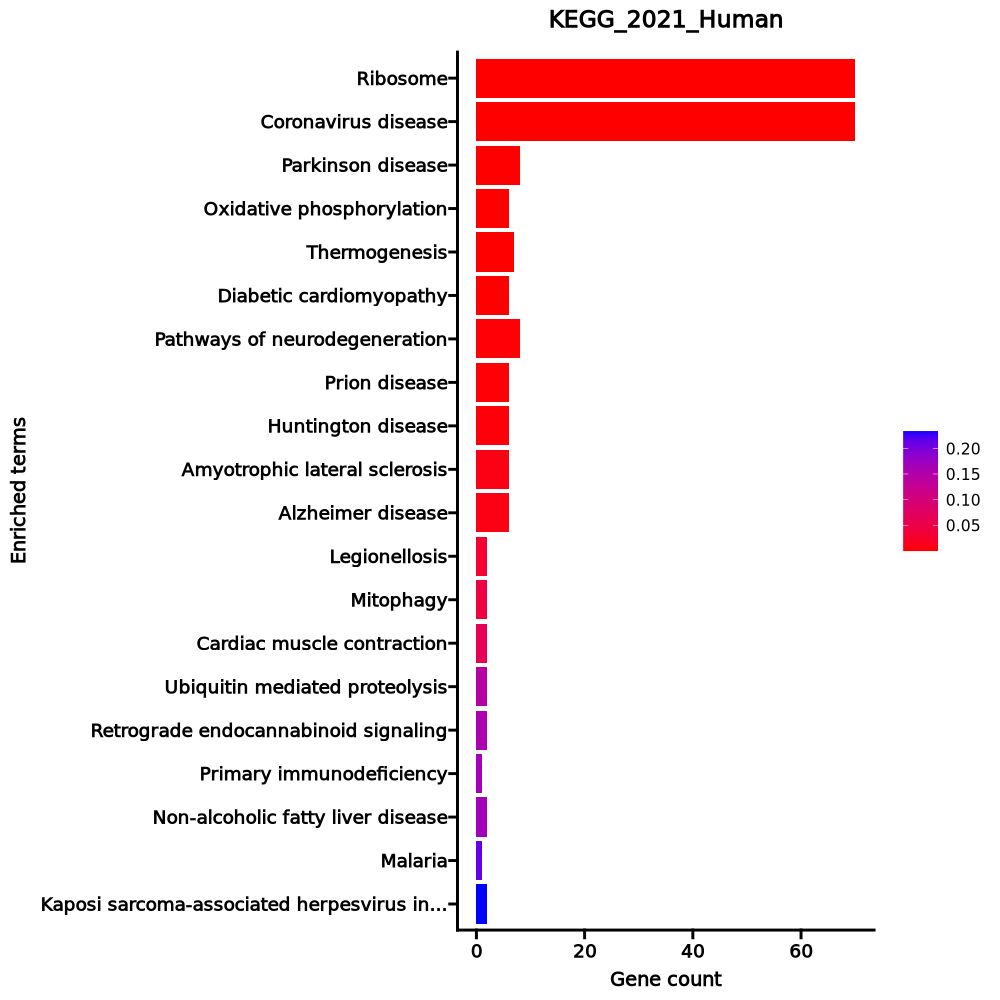 KEGG_2021_Human
Ribosome
Coronavirus disease
Parkinson disease
Oxidative phosphorylation
Thermogenesis
Diabetic cardiomyopathy
Pathways of neurodegeneration
Prion disease
Huntington disease
Amyotrophic lateral sclerosis
Alzheimer disease
Legionellosis
Mitophagy
Cardiac muscle contraction
Ubiquitin mediated proteolysis
Retrograde endocannabinoid signaling
Primary immunodeficiency
Non-alcoholic fatty liver disease
Malaria
Kaposi sarcoma-associated herpesvirus in...
Enriched terms
0 20 40 60
Gene count
0.20
0.15
0.10
0.05